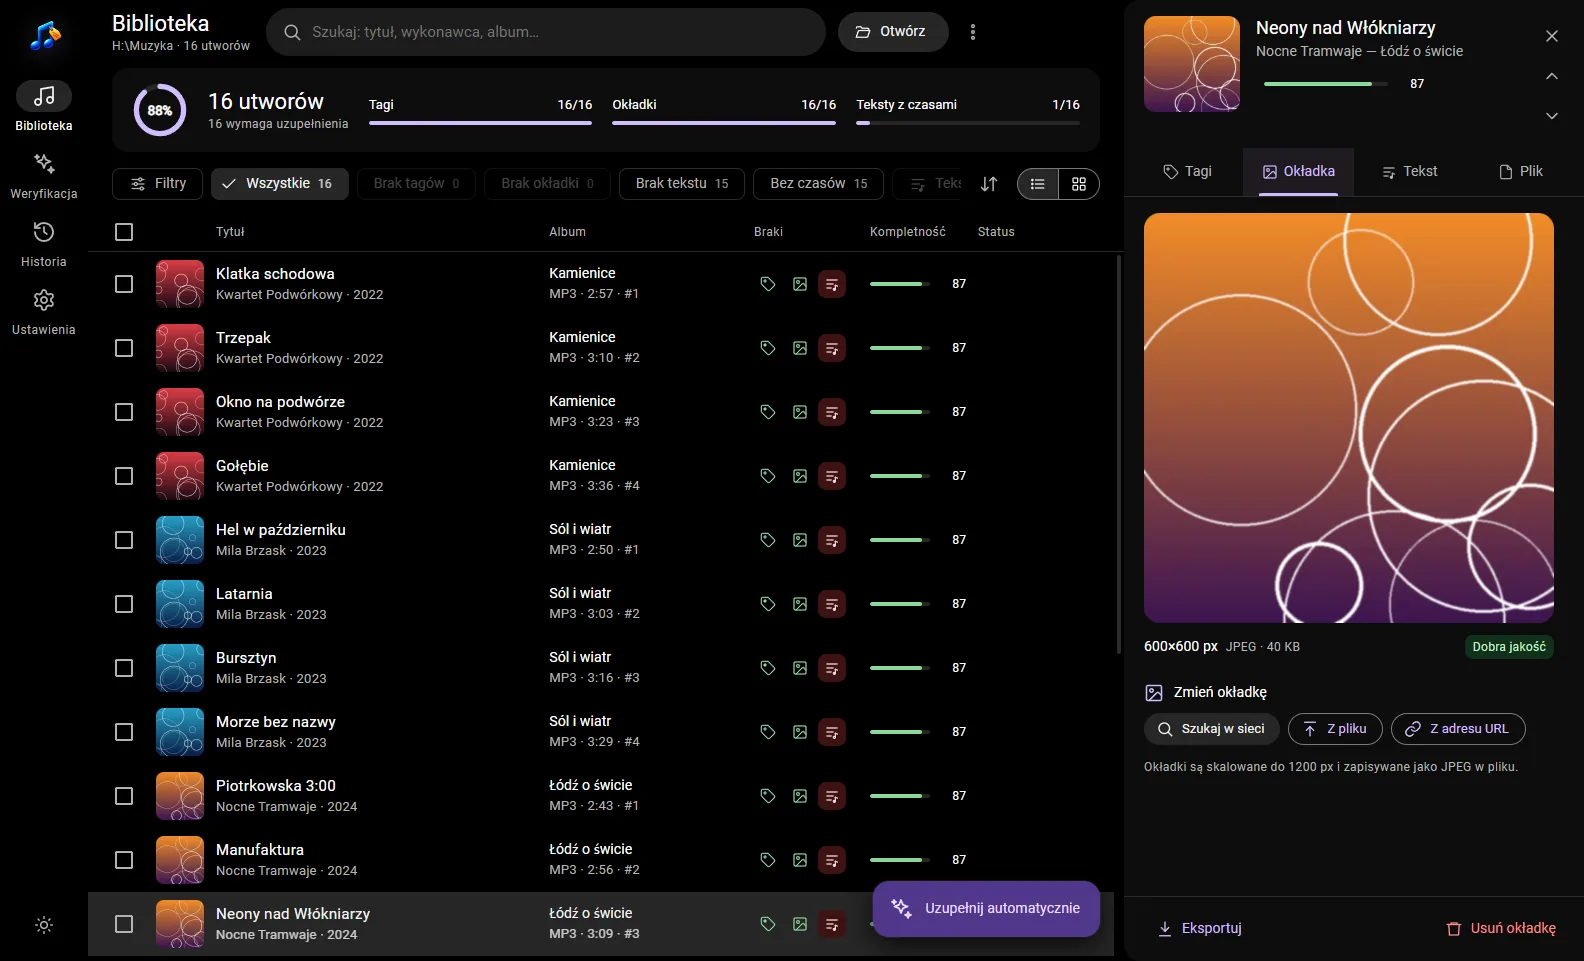 Biblioteka
H:\Muzyka · 16 utworów
Szukaj: tytuł, wykonawca, album...
Otwórz
Biblioteka
Weryfikacja
Historia
Ustawienia
88%
16 utworów
16 wymaga uzupełnienia
Tagi 16/16
Okładki 16/16
Teksty z czasami 1/16
Filtry
Wszystkie 16
Brak tagów 0
Brak okładki 0
Brak tekstu 15
Bez czasów 15
Tytuł Album Braki Kompletność Status
Klatka schodowa Kamienice
Kwartet Podwórkowy · 2022 MP3 · 2:57 · #1 87
Trzepak Kamienice
Kwartet Podwórkowy · 2022 MP3 · 3:10 · #2 87
Okno na podwórze Kamienice
Kwartet Podwórkowy · 2022 MP3 · 3:23 · #3 87
Gołębie Kamienice
Kwartet Podwórkowy · 2022 MP3 · 3:36 · #4 87
Hel w październiku Sól i wiatr
Mila Brzask · 2023 MP3 · 2:50 · #1 87
Latarnia Sól i wiatr
Mila Brzask · 2023 MP3 · 3:03 · #2 87
Bursztyn Sól i wiatr
Mila Brzask · 2023 MP3 · 3:16 · #3 87
Morze bez nazwy Sól i wiatr
Mila Brzask · 2023 MP3 · 3:29 · #4 87
Piotrkowska 3:00 Łódź o świcie
Nocne Tramwaje · 2024 MP3 · 2:43 · #1 87
Manufaktura Łódź o świcie
Nocne Tramwaje · 2024 MP3 · 2:56 · #2 87
Neony nad Włókniarzy Łódź o świcie
Nocne Tramwaje · 2024 MP3 · 3:09 · #3
Uzupełnij automatycznie
Neony nad Włókniarzy
Nocne Tramwaje — Łódź o świcie
87
Tagi
Okładka
Tekst
Plik
600×600 px JPEG · 40 KB
Dobra jakość
Zmień okładkę
Szukaj w sieci
Z pliku
Z adresu URL
Okładki są skalowane do 1200 px i zapisywane jako JPEG w pliku.
Eksportuj
Usuń okładkę